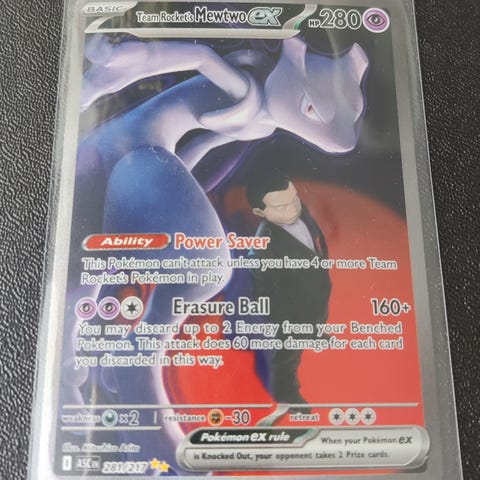 BASIC
Team Rocket's Mewtwo ex HP 280
Ability Power Saver
This Pokémon can't attack unless you have 4 or more Team
Rocket's Pokémon in play.
Erasure Ball 160+
You may discard up to 2 Energy from your Benched
Pokémon. This attack does 60 more damage for each card
you discarded in this way.
weakness x2 resistance -30 retreat
Illus. Mitsuhiro Arita
Pokémon ex rule
When your Pokémon ex
is Knocked Out, your opponent takes 2 Prize cards.
ASC EN 281/217